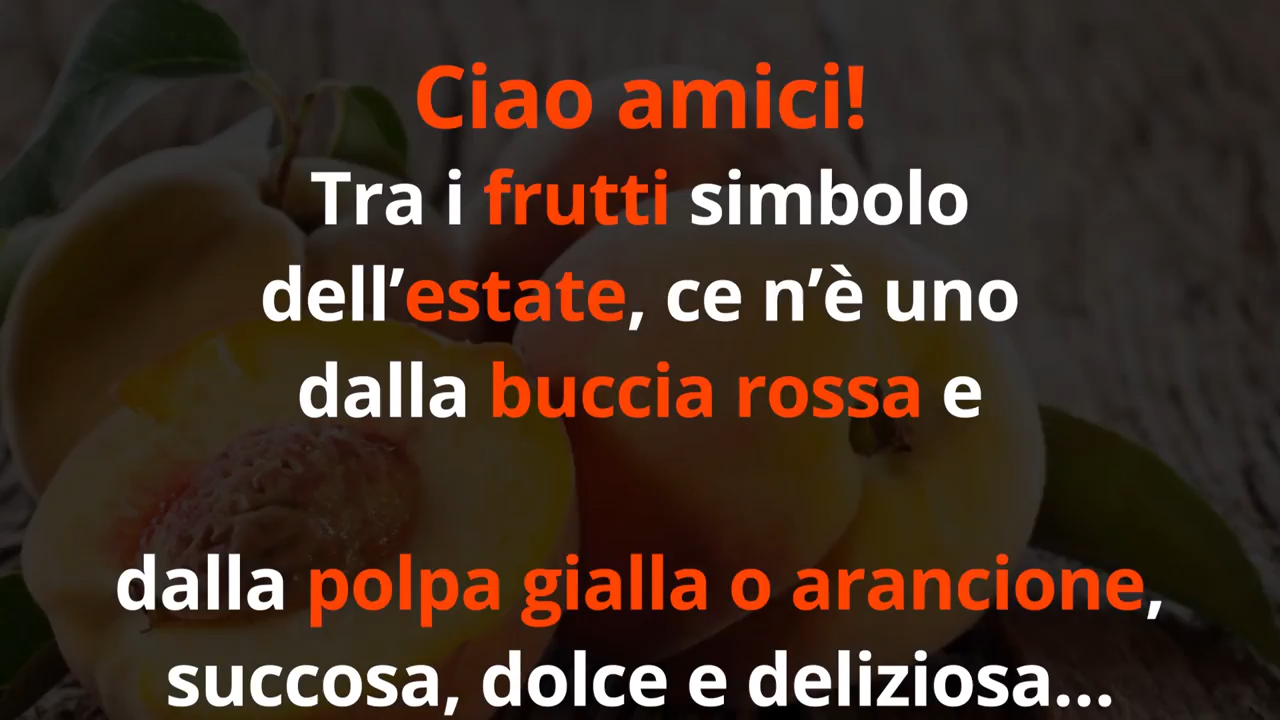 Ciao amici!
Tra i frutti simbolo
dell’estate, ce n’è uno
dalla buccia rossa e
dalla polpa gialla o arancione,
succosa, dolce e deliziosa...